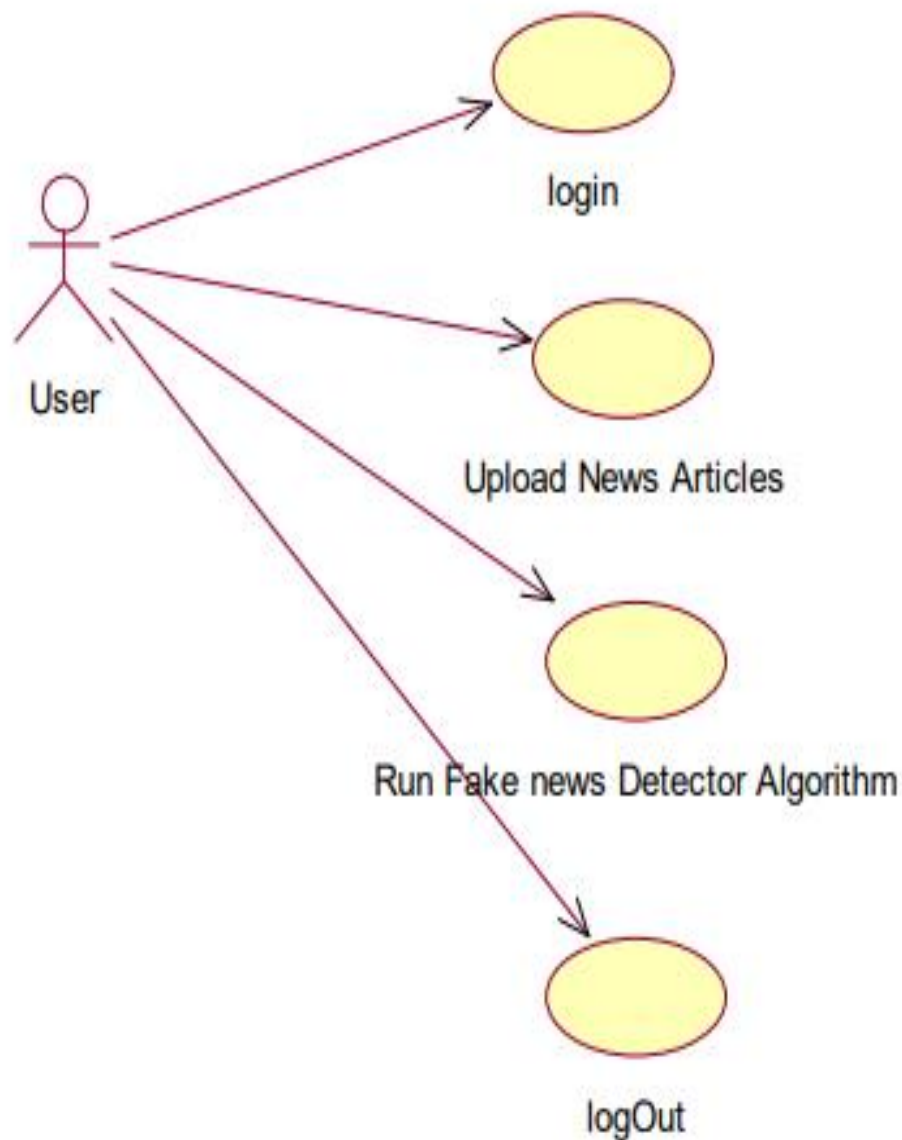 login
User
Upload News Articles
Run Fake news Detector Algorithm
logOut